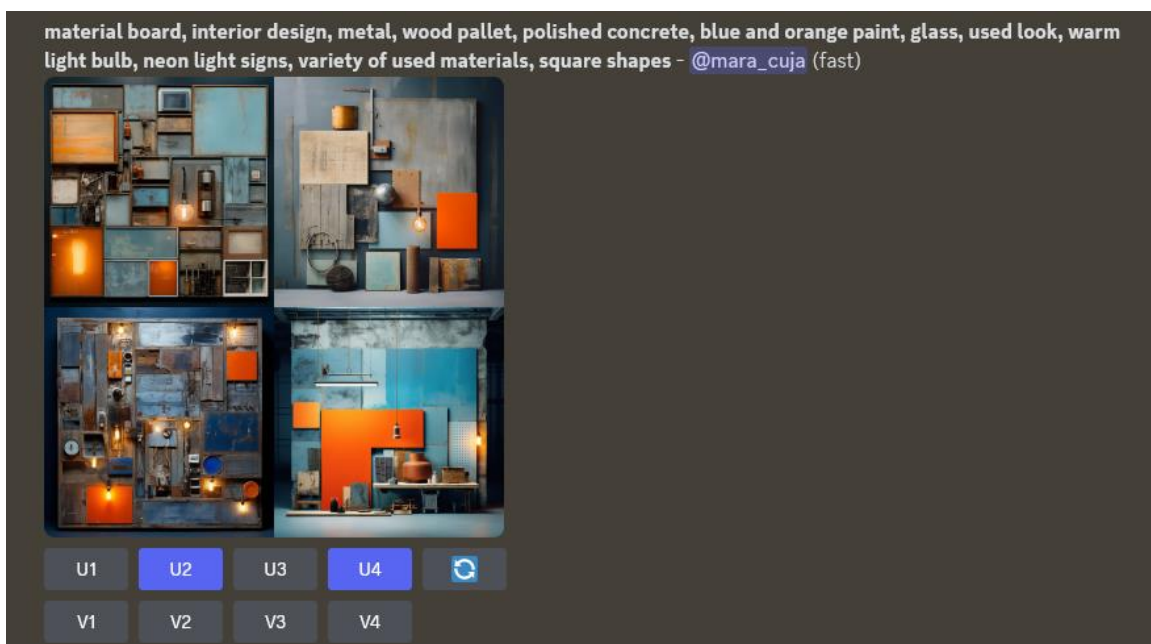 material board, interior design, metal, wood pallet, polished concrete, blue and orange paint, glass, used look, warm
light bulb, neon light signs, variety of used materials, square shapes - @mara_cuja (fast)
U1 U2 U3 U4
V1 V2 V3 V4